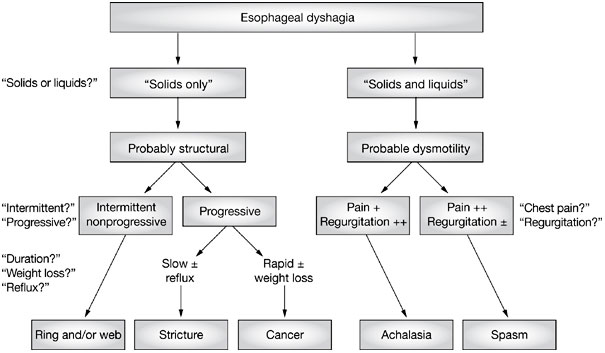 Esophageal dyshagia
“Solids or liquids?”
“Solids only”
“Solids and liquids”
Probably structural
Probable dysmotility
“Intermittent?”
“Progressive?”
Intermittent
nonprogressive
Progressive
Pain +
Regurgitation ++
Pain ++
Regurgitation ±
“Chest pain?”
“Regurgitation?”
“Duration?”
“Weight loss?”
“Reflux?”
Slow ±
reflux
Rapid ±
weight loss
Ring and/or web
Stricture
Cancer
Achalasia
Spasm